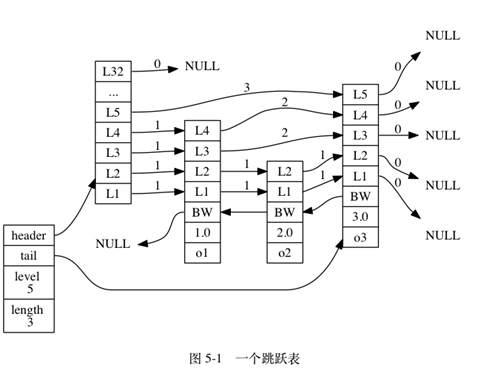 L32
...
L5
L4
L3
L2
L1
0
NULL
3
1
1
1
1
L4
L3
L2
L1
BW
1.0
o1
2
2
1
1
L2
L1
BW
2.0
o2
1
1
L5
L4
L3
L2
L1
BW
3.0
o3
0
NULL
0
NULL
0
NULL
0
NULL
0
NULL
NULL
header
tail
level
5
length
3
图 5-1 一个跳跃表